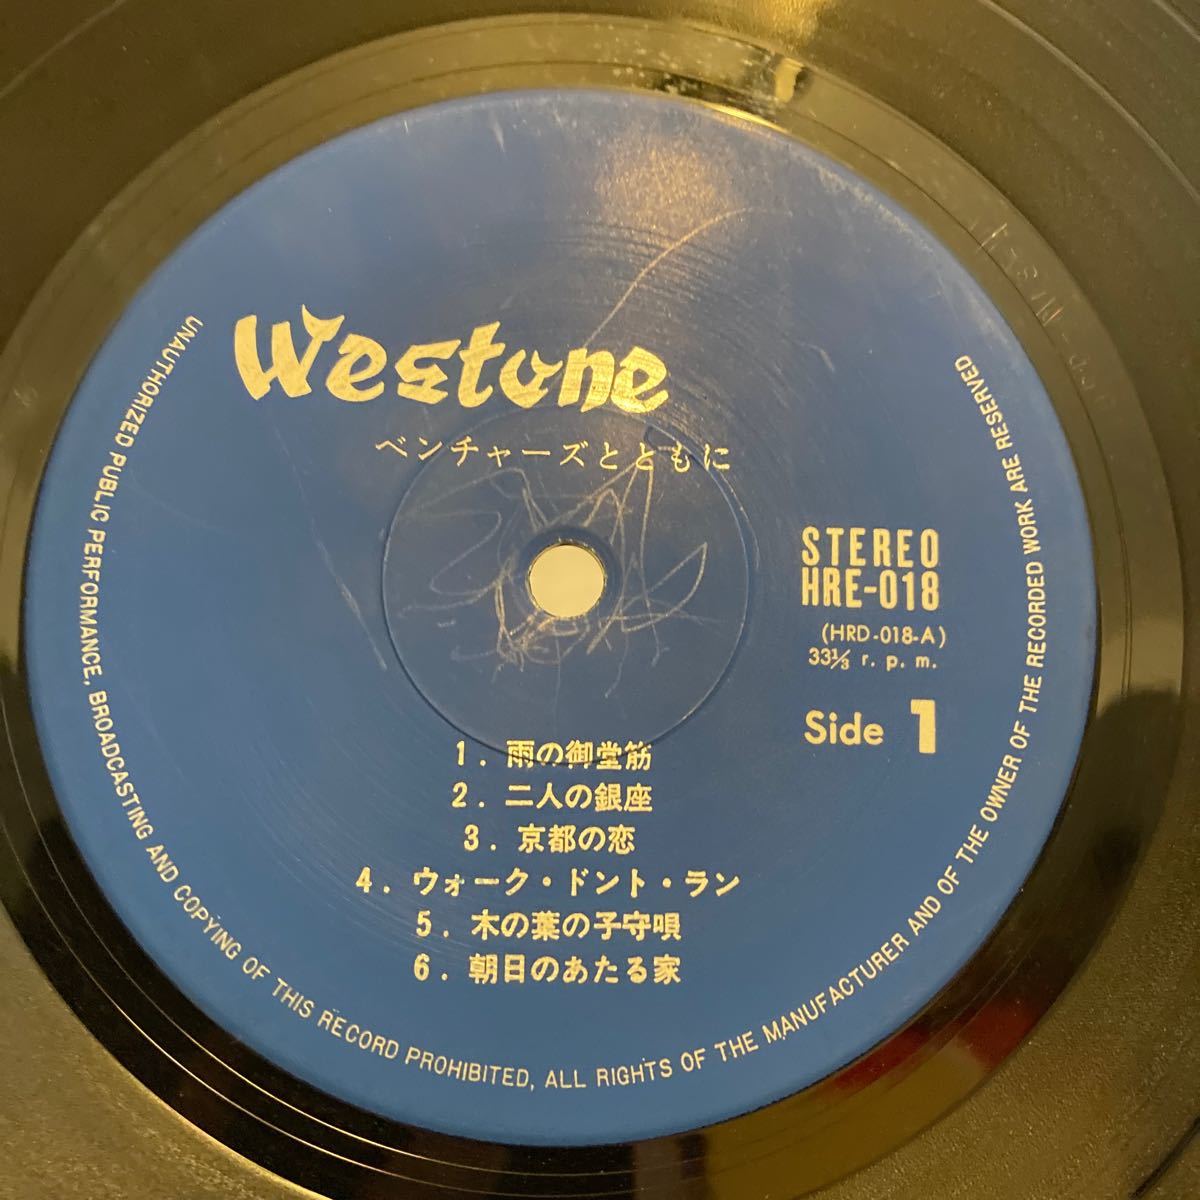 Westone
ベンチャーズとともに
STEREO
HRE-018
(HRD-018-A)
33⅓ r. p. m.
Side 1
1. 雨の御堂筋
2. 二人の銀座
3. 京都の恋
4. ウォーク・ドント・ラン
5. 木の葉の子守唄
6. 朝日のあたる家
UNAUTHORIZED PUBLIC PERFORMANCE, BROADCASTING AND COPYING OF THIS RECORD PROHIBITED, ALL RIGHTS OF THE MANUFACTURER AND OF THE OWNER OF THE RECORDED WORK ARE RESERVED